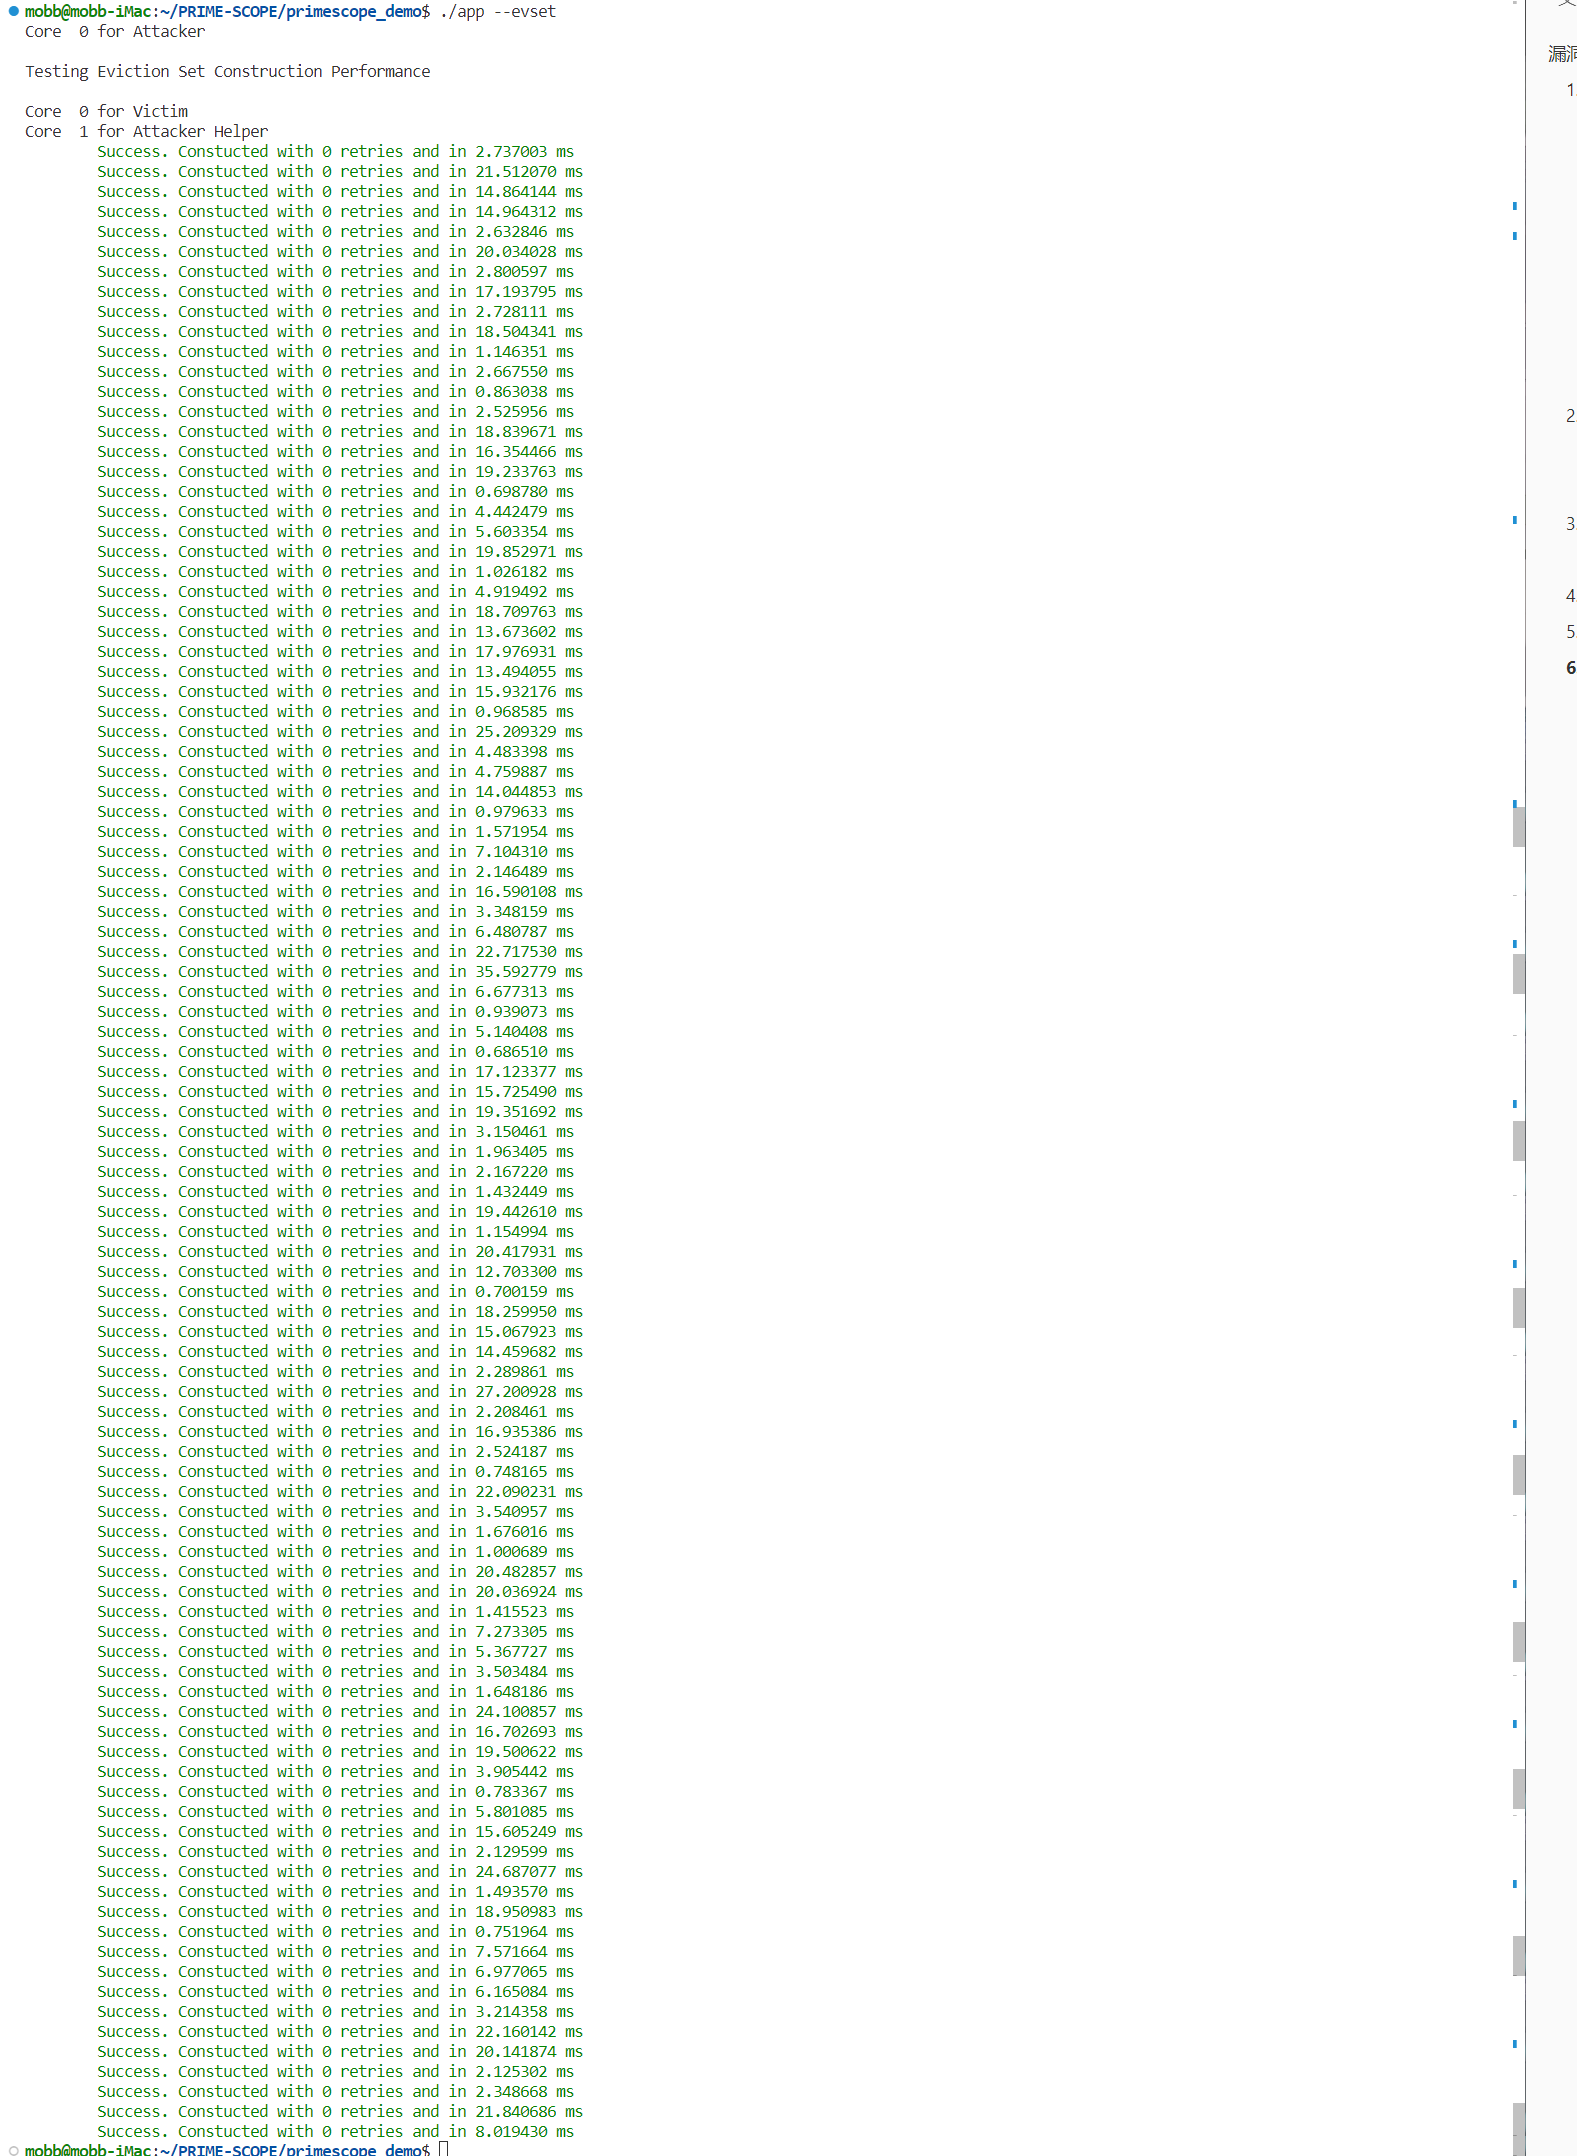 mobb@mobb-iMac:~/PRIME-SCOPE/primescope_demo$ ./app --evset
Core  0 for Attacker
Testing Eviction Set Construction Performance
Core  0 for Victim
Core  1 for Attacker Helper
Success. Constucted with 0 retries and in 2.737003 ms
Success. Constucted with 0 retries and in 21.512070 ms
Success. Constucted with 0 retries and in 14.864144 ms
Success. Constucted with 0 retries and in 14.964312 ms
Success. Constucted with 0 retries and in 2.632846 ms
Success. Constucted with 0 retries and in 20.034028 ms
Success. Constucted with 0 retries and in 2.800597 ms
Success. Constucted with 0 retries and in 17.193795 ms
Success. Constucted with 0 retries and in 2.728111 ms
Success. Constucted with 0 retries and in 18.504341 ms
Success. Constucted with 0 retries and in 1.146351 ms
Success. Constucted with 0 retries and in 2.667550 ms
Success. Constucted with 0 retries and in 0.863038 ms
Success. Constucted with 0 retries and in 2.525956 ms
Success. Constucted with 0 retries and in 18.839671 ms
Success. Constucted with 0 retries and in 16.354466 ms
Success. Constucted with 0 retries and in 19.233763 ms
Success. Constucted with 0 retries and in 0.698780 ms
Success. Constucted with 0 retries and in 4.442479 ms
Success. Constucted with 0 retries and in 5.603354 ms
Success. Constucted with 0 retries and in 19.852971 ms
Success. Constucted with 0 retries and in 1.026182 ms
Success. Constucted with 0 retries and in 4.919492 ms
Success. Constucted with 0 retries and in 18.709763 ms
Success. Constucted with 0 retries and in 13.673602 ms
Success. Constucted with 0 retries and in 17.976931 ms
Success. Constucted with 0 retries and in 13.494055 ms
Success. Constucted with 0 retries and in 15.932176 ms
Success. Constucted with 0 retries and in 0.968585 ms
Success. Constucted with 0 retries and in 25.209329 ms
Success. Constucted with 0 retries and in 4.483398 ms
Success. Constucted with 0 retries and in 4.759887 ms
Success. Constucted with 0 retries and in 14.044853 ms
Success. Constucted with 0 retries and in 0.979633 ms
Success. Constucted with 0 retries and in 1.571954 ms
Success. Constucted with 0 retries and in 7.104310 ms
Success. Constucted with 0 retries and in 2.146489 ms
Success. Constucted with 0 retries and in 16.590108 ms
Success. Constucted with 0 retries and in 3.348159 ms
Success. Constucted with 0 retries and in 6.480787 ms
Success. Constucted with 0 retries and in 22.717530 ms
Success. Constucted with 0 retries and in 35.592779 ms
Success. Constucted with 0 retries and in 6.677313 ms
Success. Constucted with 0 retries and in 0.939073 ms
Success. Constucted with 0 retries and in 5.140408 ms
Success. Constucted with 0 retries and in 0.686510 ms
Success. Constucted with 0 retries and in 17.123377 ms
Success. Constucted with 0 retries and in 15.725490 ms
Success. Constucted with 0 retries and in 19.351692 ms
Success. Constucted with 0 retries and in 3.150461 ms
Success. Constucted with 0 retries and in 1.963405 ms
Success. Constucted with 0 retries and in 2.167220 ms
Success. Constucted with 0 retries and in 1.432449 ms
Success. Constucted with 0 retries and in 19.442610 ms
Success. Constucted with 0 retries and in 1.154994 ms
Success. Constucted with 0 retries and in 20.417931 ms
Success. Constucted with 0 retries and in 12.703300 ms
Success. Constucted with 0 retries and in 0.700159 ms
Success. Constucted with 0 retries and in 18.259950 ms
Success. Constucted with 0 retries and in 15.067923 ms
Success. Constucted with 0 retries and in 14.459682 ms
Success. Constucted with 0 retries and in 2.289861 ms
Success. Constucted with 0 retries and in 27.200928 ms
Success. Constucted with 0 retries and in 2.208461 ms
Success. Constucted with 0 retries and in 16.935386 ms
Success. Constucted with 0 retries and in 2.524187 ms
Success. Constucted with 0 retries and in 0.748165 ms
Success. Constucted with 0 retries and in 22.090231 ms
Success. Constucted with 0 retries and in 3.540957 ms
Success. Constucted with 0 retries and in 1.676016 ms
Success. Constucted with 0 retries and in 1.000689 ms
Success. Constucted with 0 retries and in 20.482857 ms
Success. Constucted with 0 retries and in 20.036924 ms
Success. Constucted with 0 retries and in 1.415523 ms
Success. Constucted with 0 retries and in 7.273305 ms
Success. Constucted with 0 retries and in 5.367727 ms
Success. Constucted with 0 retries and in 3.503484 ms
Success. Constucted with 0 retries and in 1.648186 ms
Success. Constucted with 0 retries and in 24.100857 ms
Success. Constucted with 0 retries and in 16.702693 ms
Success. Constucted with 0 retries and in 19.500622 ms
Success. Constucted with 0 retries and in 3.905442 ms
Success. Constucted with 0 retries and in 0.783367 ms
Success. Constucted with 0 retries and in 5.801085 ms
Success. Constucted with 0 retries and in 15.605249 ms
Success. Constucted with 0 retries and in 2.129599 ms
Success. Constucted with 0 retries and in 24.687077 ms
Success. Constucted with 0 retries and in 1.493570 ms
Success. Constucted with 0 retries and in 18.950983 ms
Success. Constucted with 0 retries and in 0.751964 ms
Success. Constucted with 0 retries and in 7.571664 ms
Success. Constucted with 0 retries and in 6.977065 ms
Success. Constucted with 0 retries and in 6.165084 ms
Success. Constucted with 0 retries and in 3.214358 ms
Success. Constucted with 0 retries and in 22.160142 ms
Success. Constucted with 0 retries and in 20.141874 ms
Success. Constucted with 0 retries and in 2.125302 ms
Success. Constucted with 0 retries and in 2.348668 ms
Success. Constucted with 0 retries and in 21.840686 ms
Success. Constucted with 0 retries and in 8.019430 ms
mobb@mobb-iMac:~/PRIME-SCOPE/primescope_demo$
漏洞
1.
2.
3.
4.
5.
6